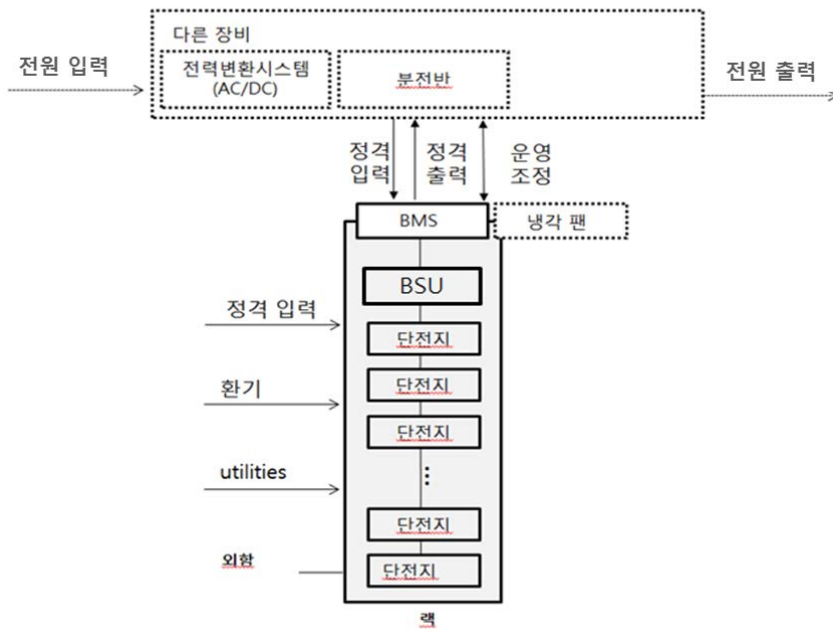 다른 장비
전원 입력
전력변환시스템
(AC/DC)
분전반
전원 출력
정격
입력
정격
출력
운영
조정
BMS
냉각 팬
BSU
정격 입력
단전지
환기
단전지
단전지
utilities
⋮
단전지
외함
단전지
랙